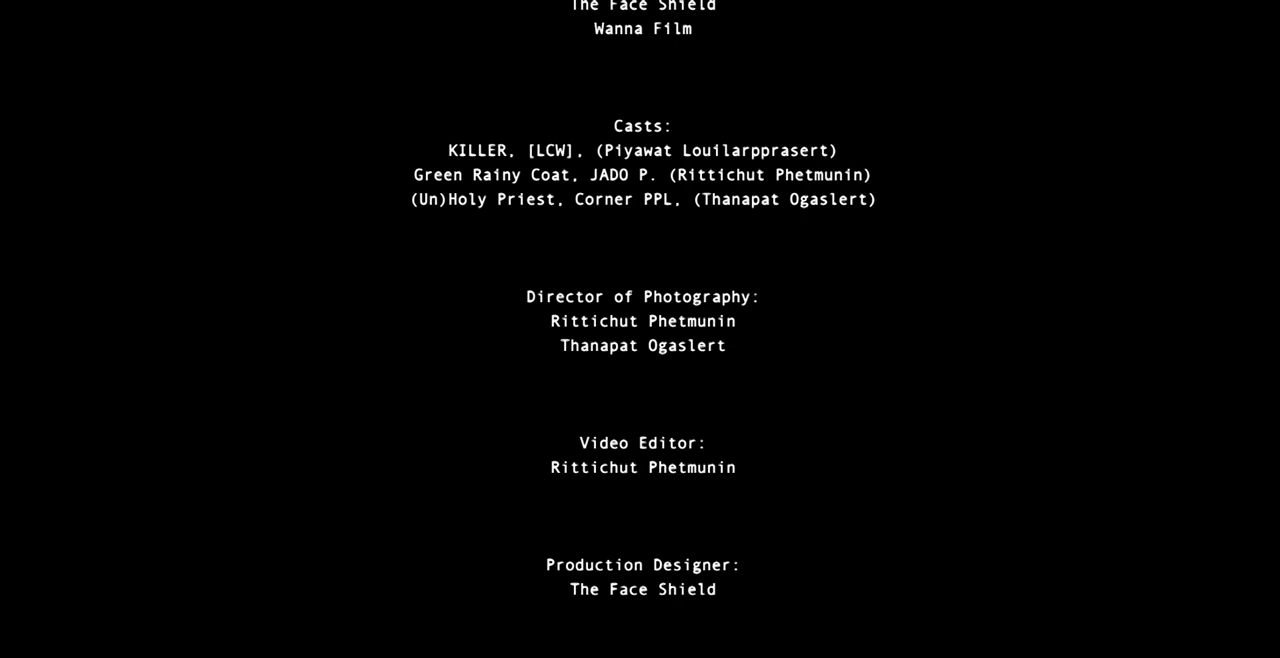 The Face Shield
Wanna Film
Casts:
KILLER, [LCW], (Piyawat Louilarpprasert)
Green Rainy Coat, JADO P. (Rittichut Phetmunin)
(Un)Holy Priest, Corner PPL, (Thanapat Ogaslert)
Director of Photography:
Rittichut Phetmunin
Thanapat Ogaslert
Video Editor:
Rittichut Phetmunin
Production Designer:
The Face Shield